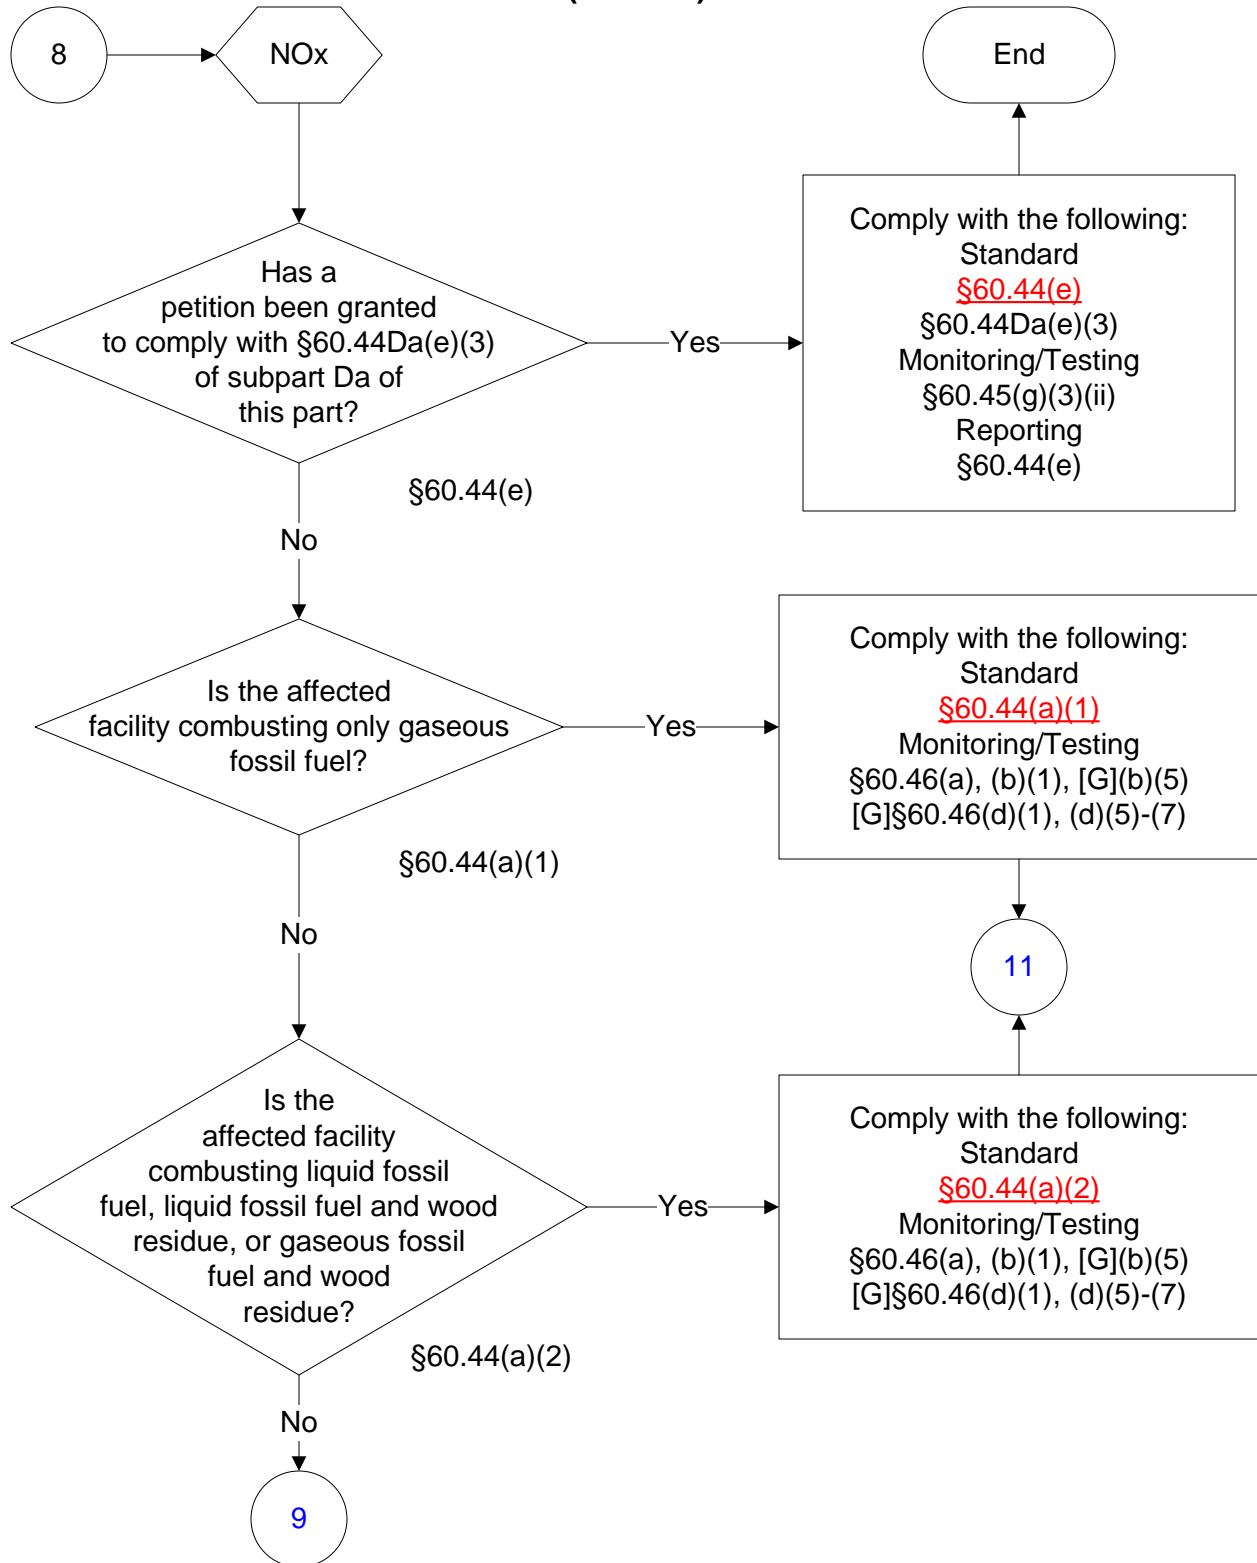 8
NOx
End
Has a
petition been granted
to comply with §60.44Da(e)(3)
of subpart Da of
this part?
Yes
Comply with the following:
Standard
§60.44(e)
§60.44Da(e)(3)
Monitoring/Testing
§60.45(g)(3)(ii)
Reporting
§60.44(e)
§60.44(e)
No
Is the affected
facility combusting only gaseous
fossil fuel?
Yes
Comply with the following:
Standard
§60.44(a)(1)
Monitoring/Testing
§60.46(a), (b)(1), [G](b)(5)
[G]§60.46(d)(1), (d)(5)-(7)
§60.44(a)(1)
No
11
Is the
affected facility
combusting liquid fossil
fuel, liquid fossil fuel and wood
residue, or gaseous fossil
fuel and wood
residue?
Yes
Comply with the following:
Standard
§60.44(a)(2)
Monitoring/Testing
§60.46(a), (b)(1), [G](b)(5)
[G]§60.46(d)(1), (d)(5)-(7)
§60.44(a)(2)
No
9